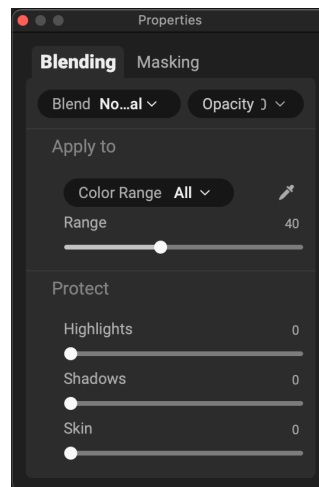 Properties
Blending Masking
Blend No...al Opacity
Apply to
Color Range All
Range 40
Protect
Highlights 0
Shadows 0
Skin 0